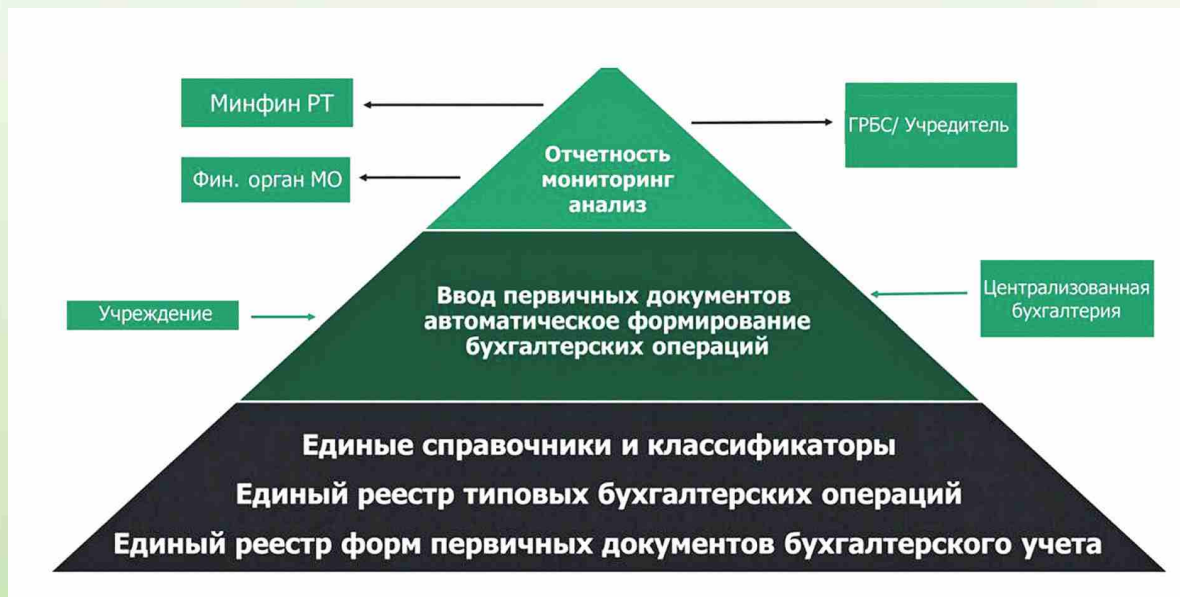 Минфин РТ
ГРБС/ Учредитель
Фин. орган МО
Отчетность
мониторинг
анализ
Учреждение
Ввод первичных документов
автоматическое формирование
бухгалтерских операций
Централизованная
бухгалтерия
Единые справочники и классификаторы
Единый реестр типовых бухгалтерских операций
Единый реестр форм первичных документов бухгалтерского учета